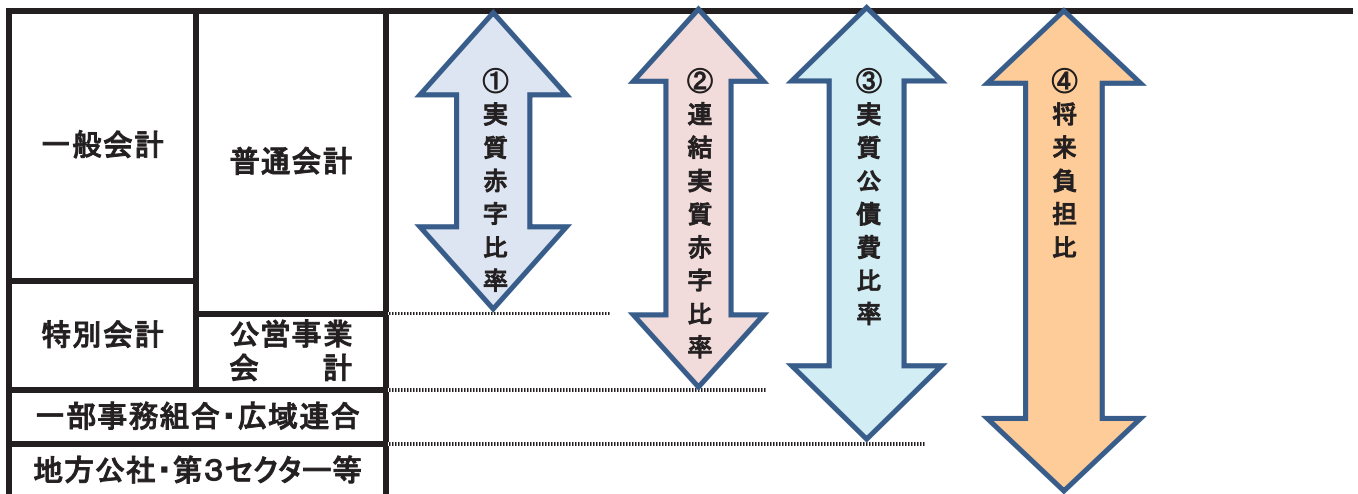 一般会計
普通会計
特別会計
公営事業
会　　計
一部事務組合・広域連合
地方公社・第３セクター等
①実質赤字比率
②連結実質赤字比率
③実質公債費比率
④将来負担比